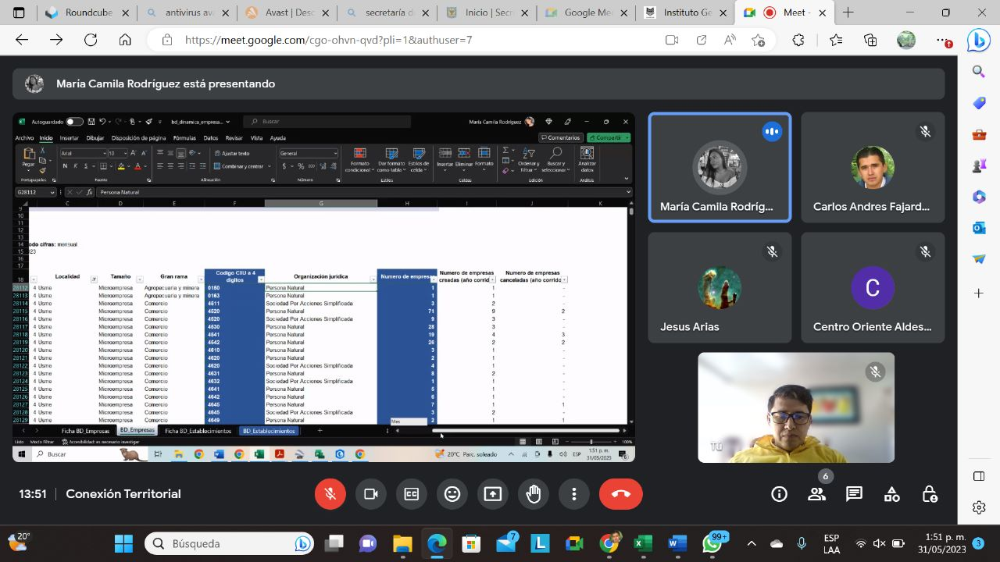 Roundcube
avanu
Avast | Desc
secretaria d
Inicio | Secr
Google Me
Instituto Ge
Meet -
https://meet.google.com/cgo-ohvn-qvd?pli=1&authuser=7
María Camila Rodríguez está presentando
Autoguardado
bd_dinamica_empresa...
Buscar
María Camila Rodríguez
Archivo Inicio Insertar Dibujar Disposición de página Fórmulas Datos Revisar Vista Ayuda
Comentarios Compartir
Pegar
Arial 10
Ajustar texto
Combinar y centrar
General
N K S
Formato condicional Dar formato como tabla Estilos de celda
Insertar Eliminar Formato
Ordenar y filtrar Buscar y seleccionar
Analizar datos
Portapapeles Fuente Alineación Número Estilos Celdas Edición Análisis
G28112 fx Persona Natural
C D E F G H I J K
9
10
11
12
13
14 odo cifras: mensual
15 23
16
17
18 Localidad Tamaño Gran rama Codigo CIIU a 4 digitos Organización jurídica Numero de empresas Numero de empresas creadas (año corrid Numero de empresas canceladas (año corrido
28112 4 Usme Microempresa Agropecuaria y minera 0150 Persona Natural 1 1 -
28113 4 Usme Microempresa Agropecuaria y minera 0163 Persona Natural 1 1 -
28114 4 Usme Microempresa Comercio 4511 Sociedad Por Acciones Simplificada 3 2 -
28115 4 Usme Microempresa Comercio 4520 Persona Natural 71 9 2
28116 4 Usme Microempresa Comercio 4520 Sociedad Por Acciones Simplificada 9 3 -
28117 4 Usme Microempresa Comercio 4530 Persona Natural 28 3 -
28118 4 Usme Microempresa Comercio 4541 Persona Natural 19 4 3
28119 4 Usme Microempresa Comercio 4542 Persona Natural 26 2 2
28120 4 Usme Microempresa Comercio 4610 Persona Natural 3 1 -
28121 4 Usme Microempresa Comercio 4620 Persona Natural 2 1 -
28122 4 Usme Microempresa Comercio 4620 Sociedad Por Acciones Simplificada 4 1 -
28123 4 Usme Microempresa Comercio 4631 Persona Natural 8 2 -
28124 4 Usme Microempresa Comercio 4632 Sociedad Por Acciones Simplificada 1 - -
28125 4 Usme Microempresa Comercio 4641 Persona Natural 5 1 -
28126 4 Usme Microempresa Comercio 4642 Persona Natural 6 1 -
28127 4 Usme Microempresa Comercio 4645 Persona Natural 7 1 1
28128 4 Usme Microempresa Comercio 4645 Sociedad Por Acciones Simplificada 3 2 -
28129 4 Usme Microempresa Comercio 4649 Persona Natural 2 1 1
Mes
Ficha BD_Empresas BD_Empresas Ficha BD_Establecimientos BD_Establecimientos
Listo Modo Filtrar Accesibilidad: es necesario investigar 100%
Buscar 20°C Parc. soleado ESP 1:51 p. m.
31/05/2023
María Camila Rodríg...
Carlos Andres Fajard...
Jesus Arias
C
Centro Oriente Aldes...
TÚ
13:51 | Conexión Territorial
6
20°
Búsqueda
7
L
99+
ESP
LAA
1:51 p. m.
31/05/2023
3